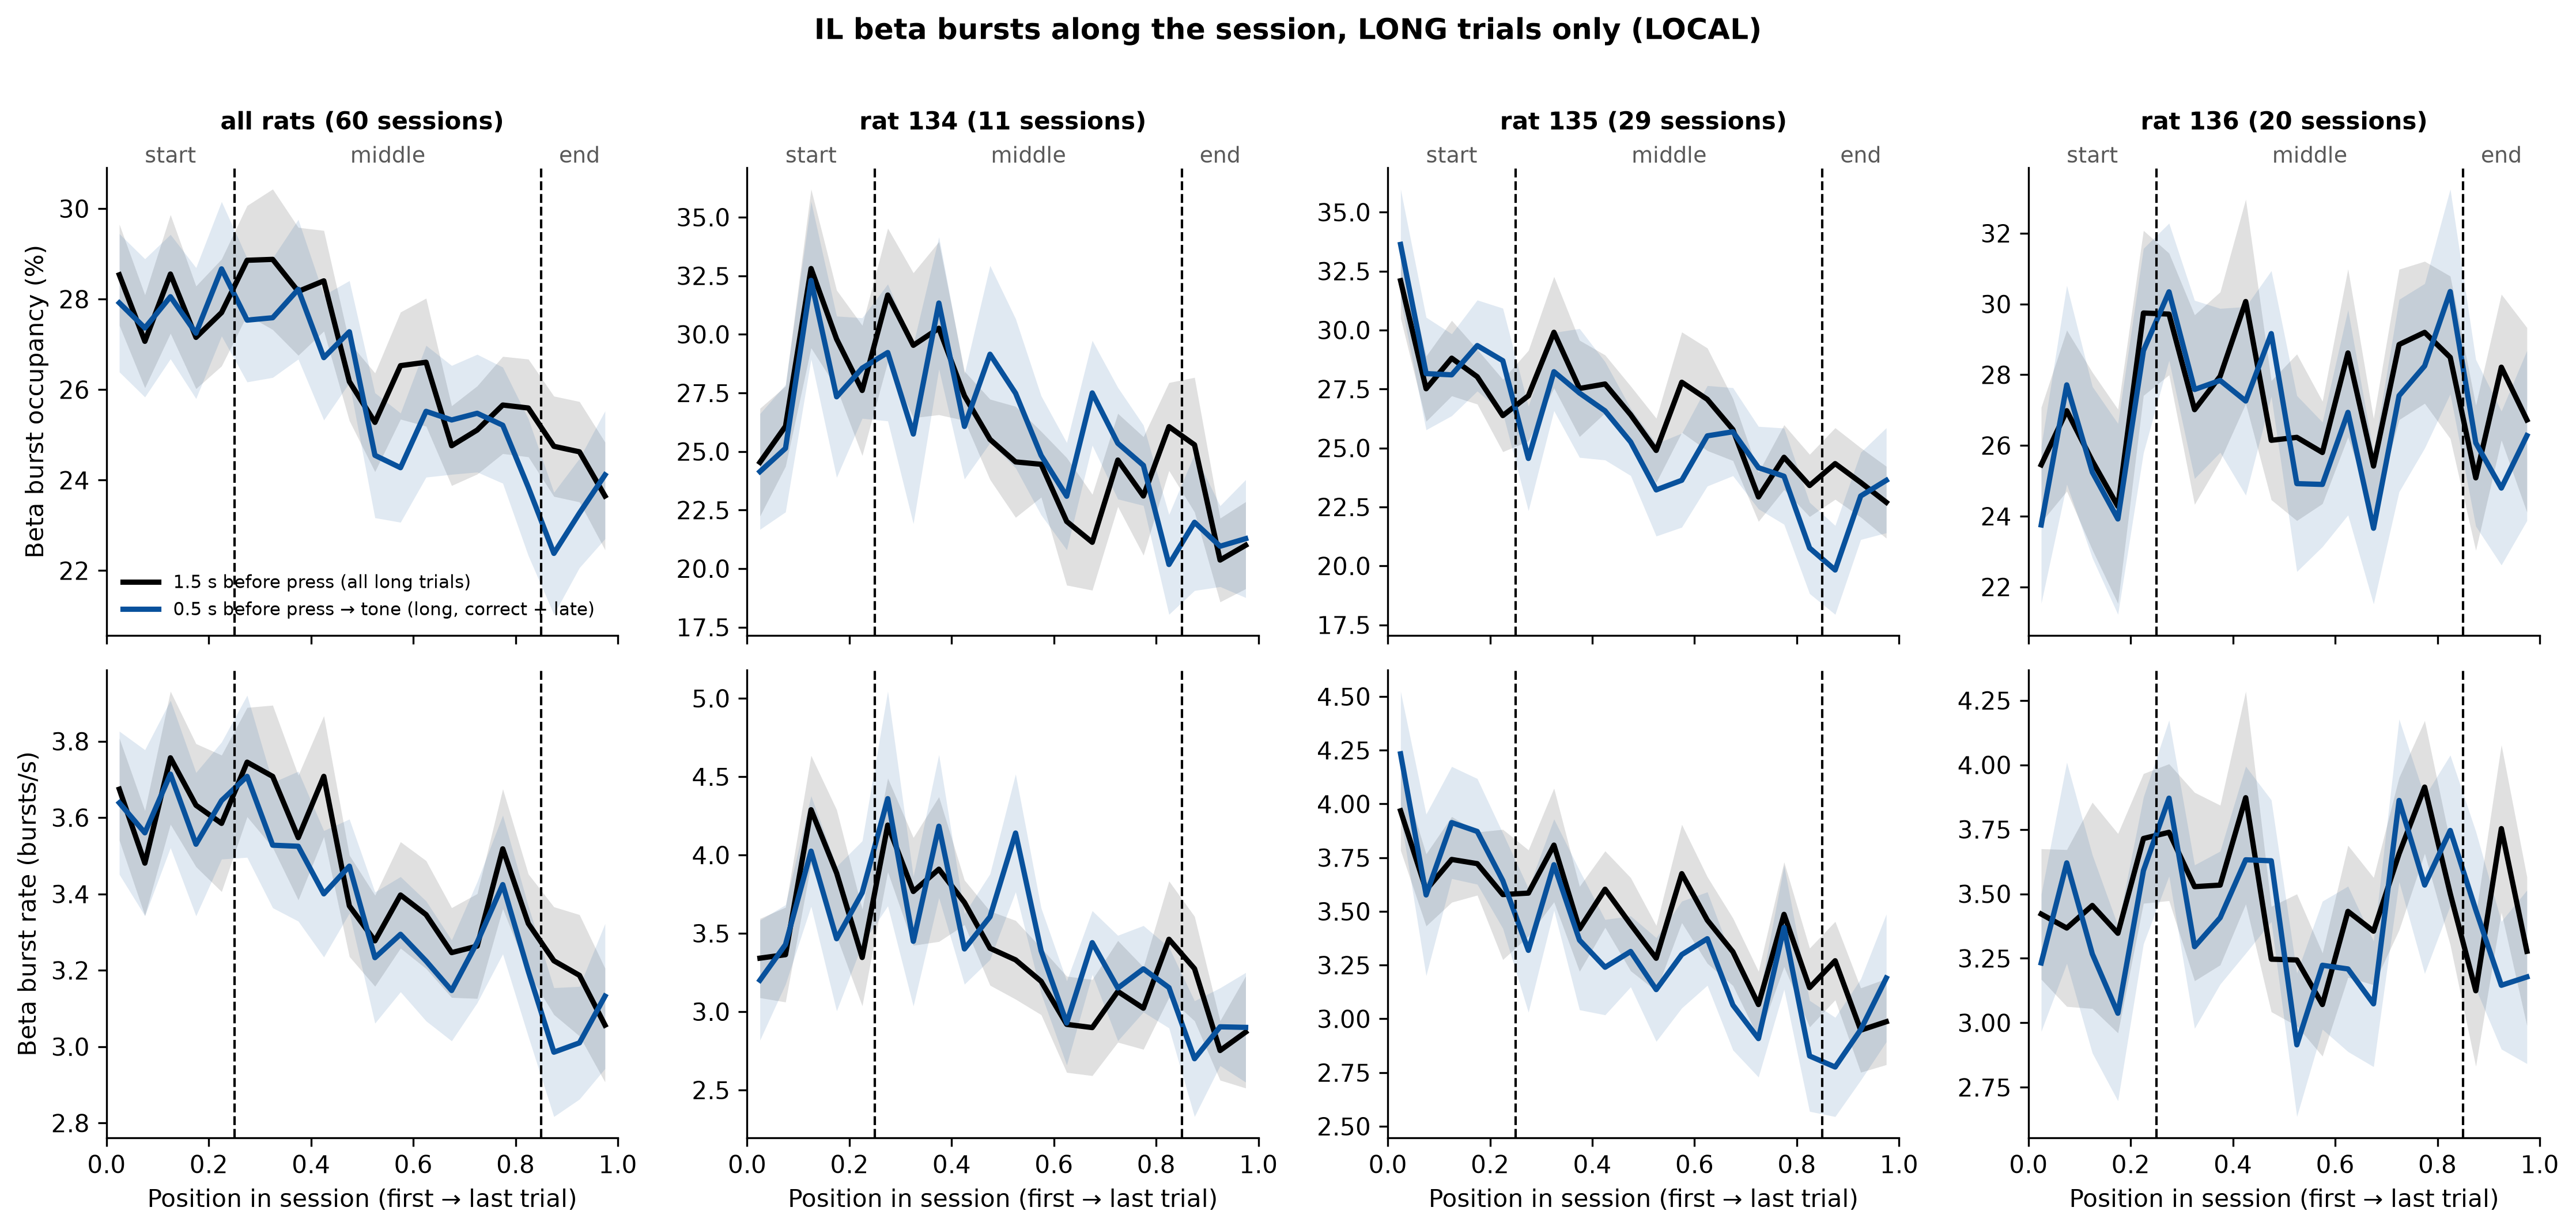 IL beta bursts along the session, LONG trials only (LOCAL)
all rats (60 sessions)
start middle end
Beta burst occupancy (%)
30
28
26
24
22
1.5 s before press (all long trials)
0.5 s before press → tone (long, correct + late)
rat 134 (11 sessions)
start middle end
35.0
32.5
30.0
27.5
25.0
22.5
20.0
17.5
rat 135 (29 sessions)
start middle end
35.0
32.5
30.0
27.5
25.0
22.5
20.0
17.5
rat 136 (20 sessions)
start middle end
32
30
28
26
24
22
Beta burst rate (bursts/s)
3.8
3.6
3.4
3.2
3.0
2.8
0.0 0.2 0.4 0.6 0.8 1.0
Position in session (first → last trial)
5.0
4.5
4.0
3.5
3.0
2.5
0.0 0.2 0.4 0.6 0.8 1.0
Position in session (first → last trial)
4.50
4.25
4.00
3.75
3.50
3.25
3.00
2.75
2.50
0.0 0.2 0.4 0.6 0.8 1.0
Position in session (first → last trial)
4.25
4.00
3.75
3.50
3.25
3.00
2.75
0.0 0.2 0.4 0.6 0.8 1.0
Position in session (first → last trial)